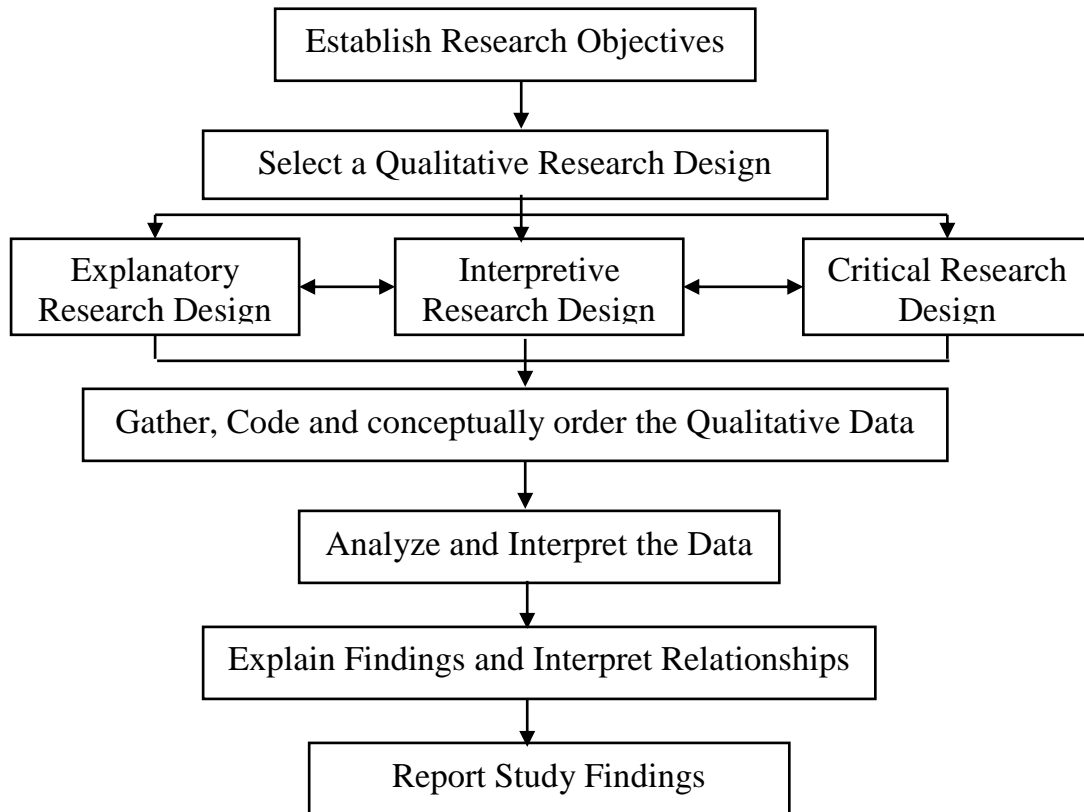 Establish Research Objectives
Select a Qualitative Research Design
Explanatory
Research Design
Interpretive
Research Design
Critical Research
Design
Gather, Code and conceptually order the Qualitative Data
Analyze and Interpret the Data
Explain Findings and Interpret Relationships
Report Study Findings